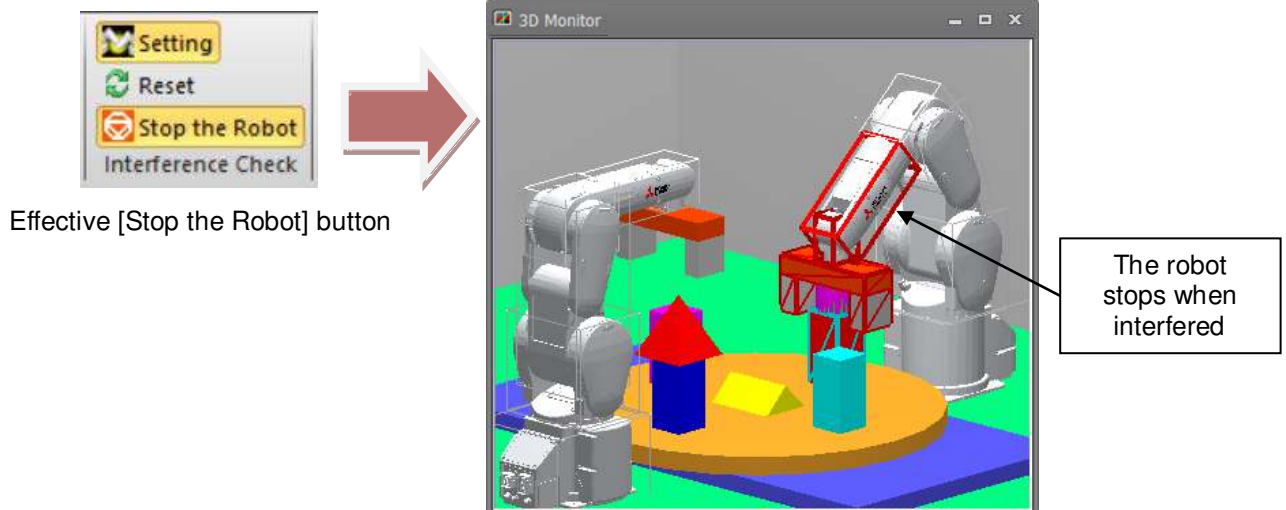 Setting
Reset
Stop the Robot
Interference Check
Effective [Stop the Robot] button
3D Monitor
The robot
stops when
interfered